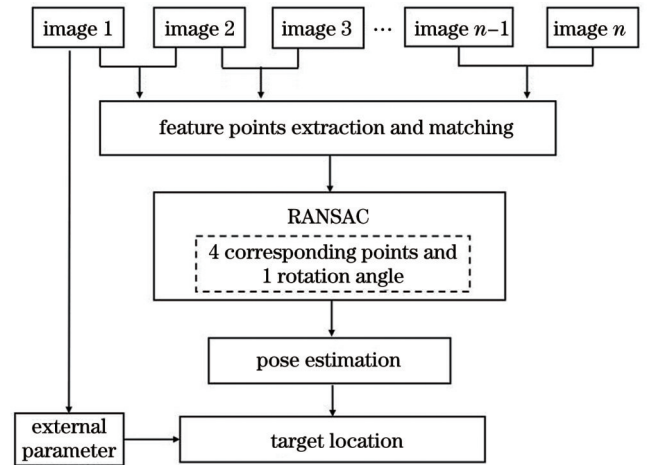 image 1
image 2
image 3
···
image n−1
image n
feature points extraction and matching
RANSAC
4 corresponding points and
1 rotation angle
pose estimation
external
parameter
target location